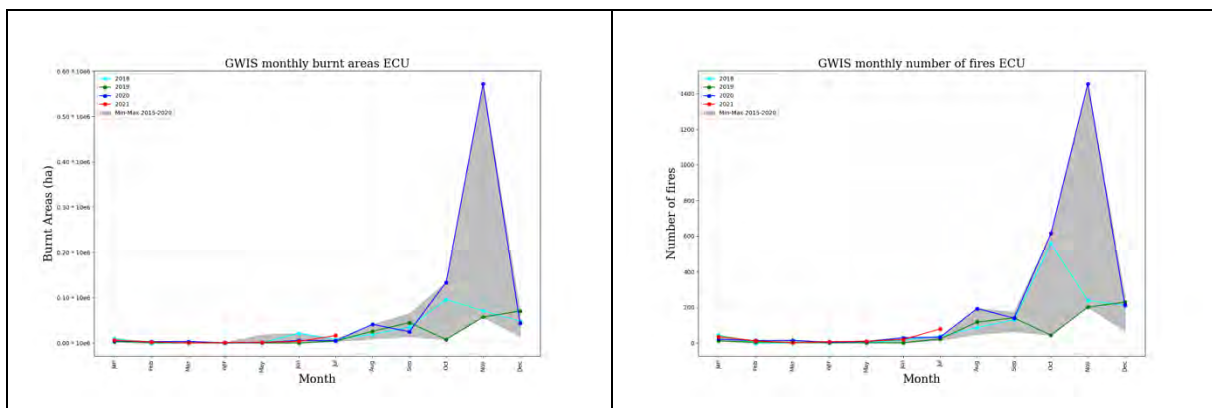 GWIS monthly burnt areas ECU
2018
2019
2020
2021
Min-Max 2015-2020
0.60 * 10e6
0.50 * 10e6
0.40 * 10e6
0.30 * 10e6
0.20 * 10e6
0.10 * 10e6
0.00 * 10e6
Burnt Areas (ha)
Jan
Feb
Mar
Apr
May
Jun
Jul
Aug
Sep
Oct
Nov
Dec
Month
GWIS monthly number of fires ECU
2018
2019
2020
2021
Min-Max 2015-2020
1400
1200
1000
800
600
400
200
0
Number of fires
Jan
Feb
Mar
Apr
May
Jun
Jul
Aug
Sep
Oct
Nov
Dec
Month